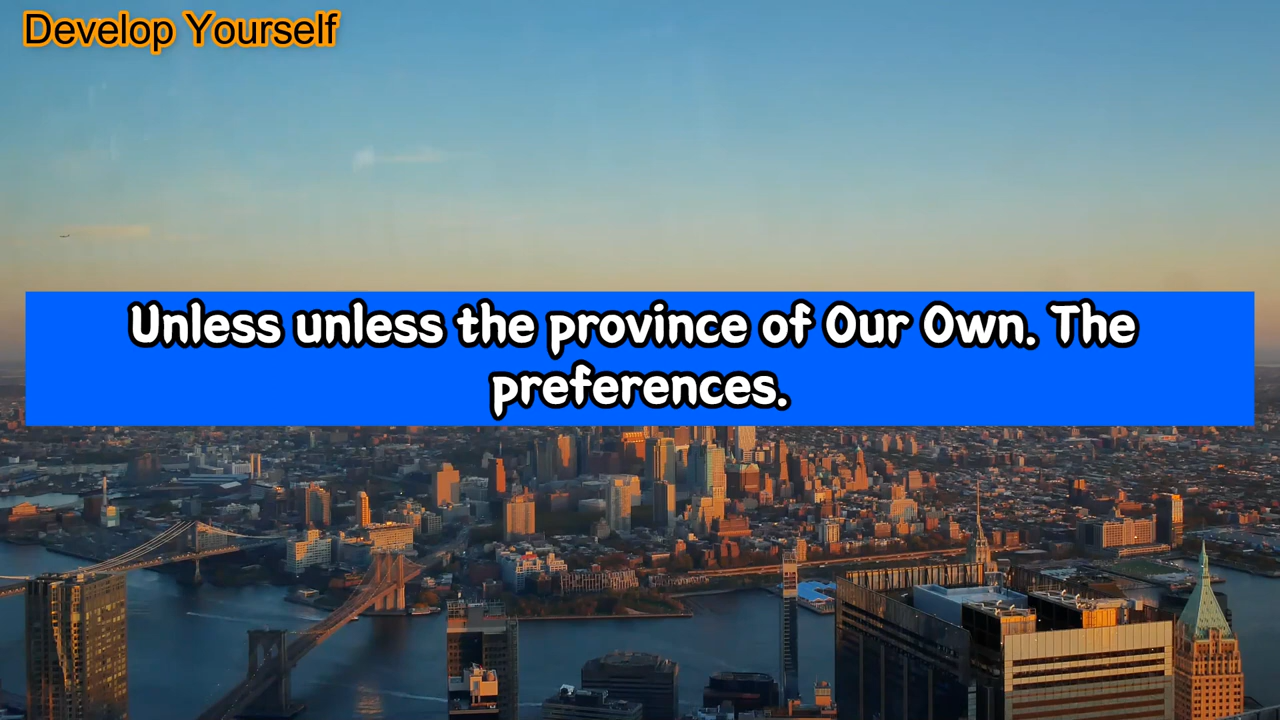 Develop Yourself
Unless unless the province of Our Own. The
preferences.